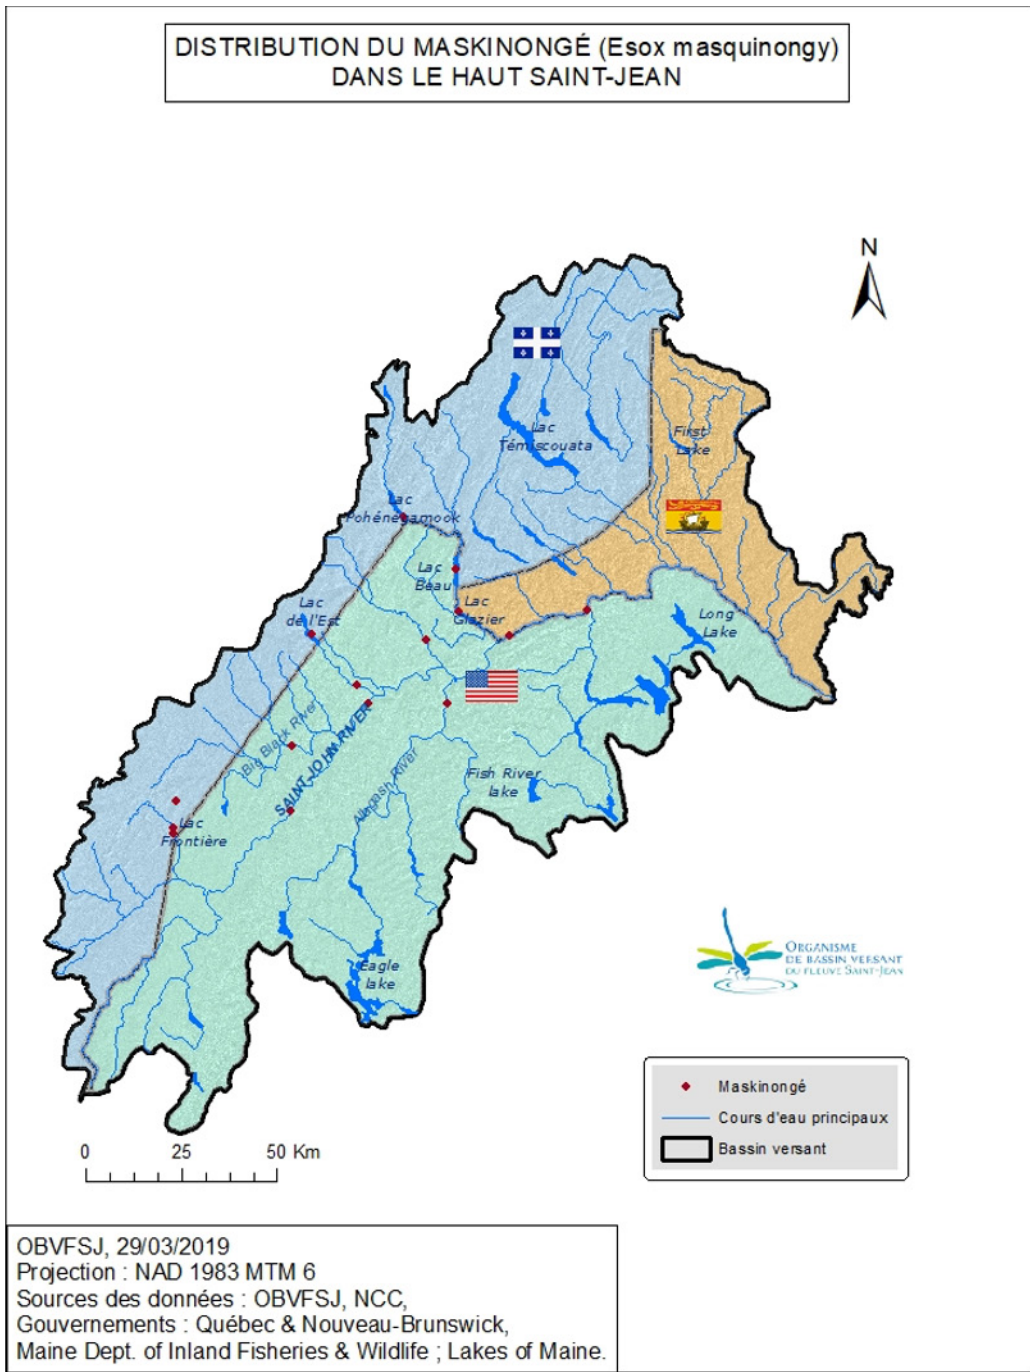 DISTRIBUTION DU MASKINONGÉ (Esox masquinongy)
DANS LE HAUT SAINT-JEAN
N
Lac
Témiscouata
First
Lake
Lac
Pohénégamook
Lac
Beau
Lac
de l'Est
Lac
Glazier
Long
Lake
Big Black River
SAINT-JOHN RIVER
Allagash River
Fish River
lake
Lac
Frontière
Eagle
lake
ORGANISME
DE BASSIN VERSANT
DU FLEUVE SAINT-JEAN
Maskinongé
Cours d'eau principaux
Bassin versant
0 25 50 Km
OBVFSJ, 29/03/2019
Projection : NAD 1983 MTM 6
Sources des données : OBVFSJ, NCC,
Gouvernements : Québec & Nouveau-Brunswick,
Maine Dept. of Inland Fisheries & Wildlife ; Lakes of Maine.